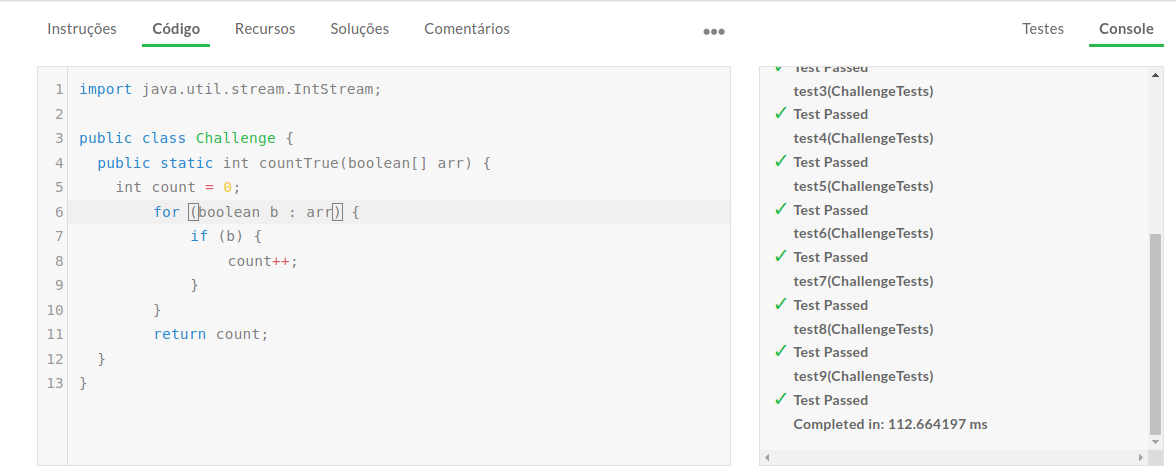 Instruções Código Recursos Soluções Comentários ••• Testes Console
1 import java.util.stream.IntStream;
2
3 public class Challenge {
4 public static int countTrue(boolean[] arr) {
5 int count = 0;
6 for (boolean b : arr) {
7 if (b) {
8 count++;
9 }
10 }
11 return count;
12 }
13 }
✓ Test Passed
test3(ChallengeTests)
✓ Test Passed
test4(ChallengeTests)
✓ Test Passed
test5(ChallengeTests)
✓ Test Passed
test6(ChallengeTests)
✓ Test Passed
test7(ChallengeTests)
✓ Test Passed
test8(ChallengeTests)
✓ Test Passed
test9(ChallengeTests)
✓ Test Passed
Completed in: 112.664197 ms